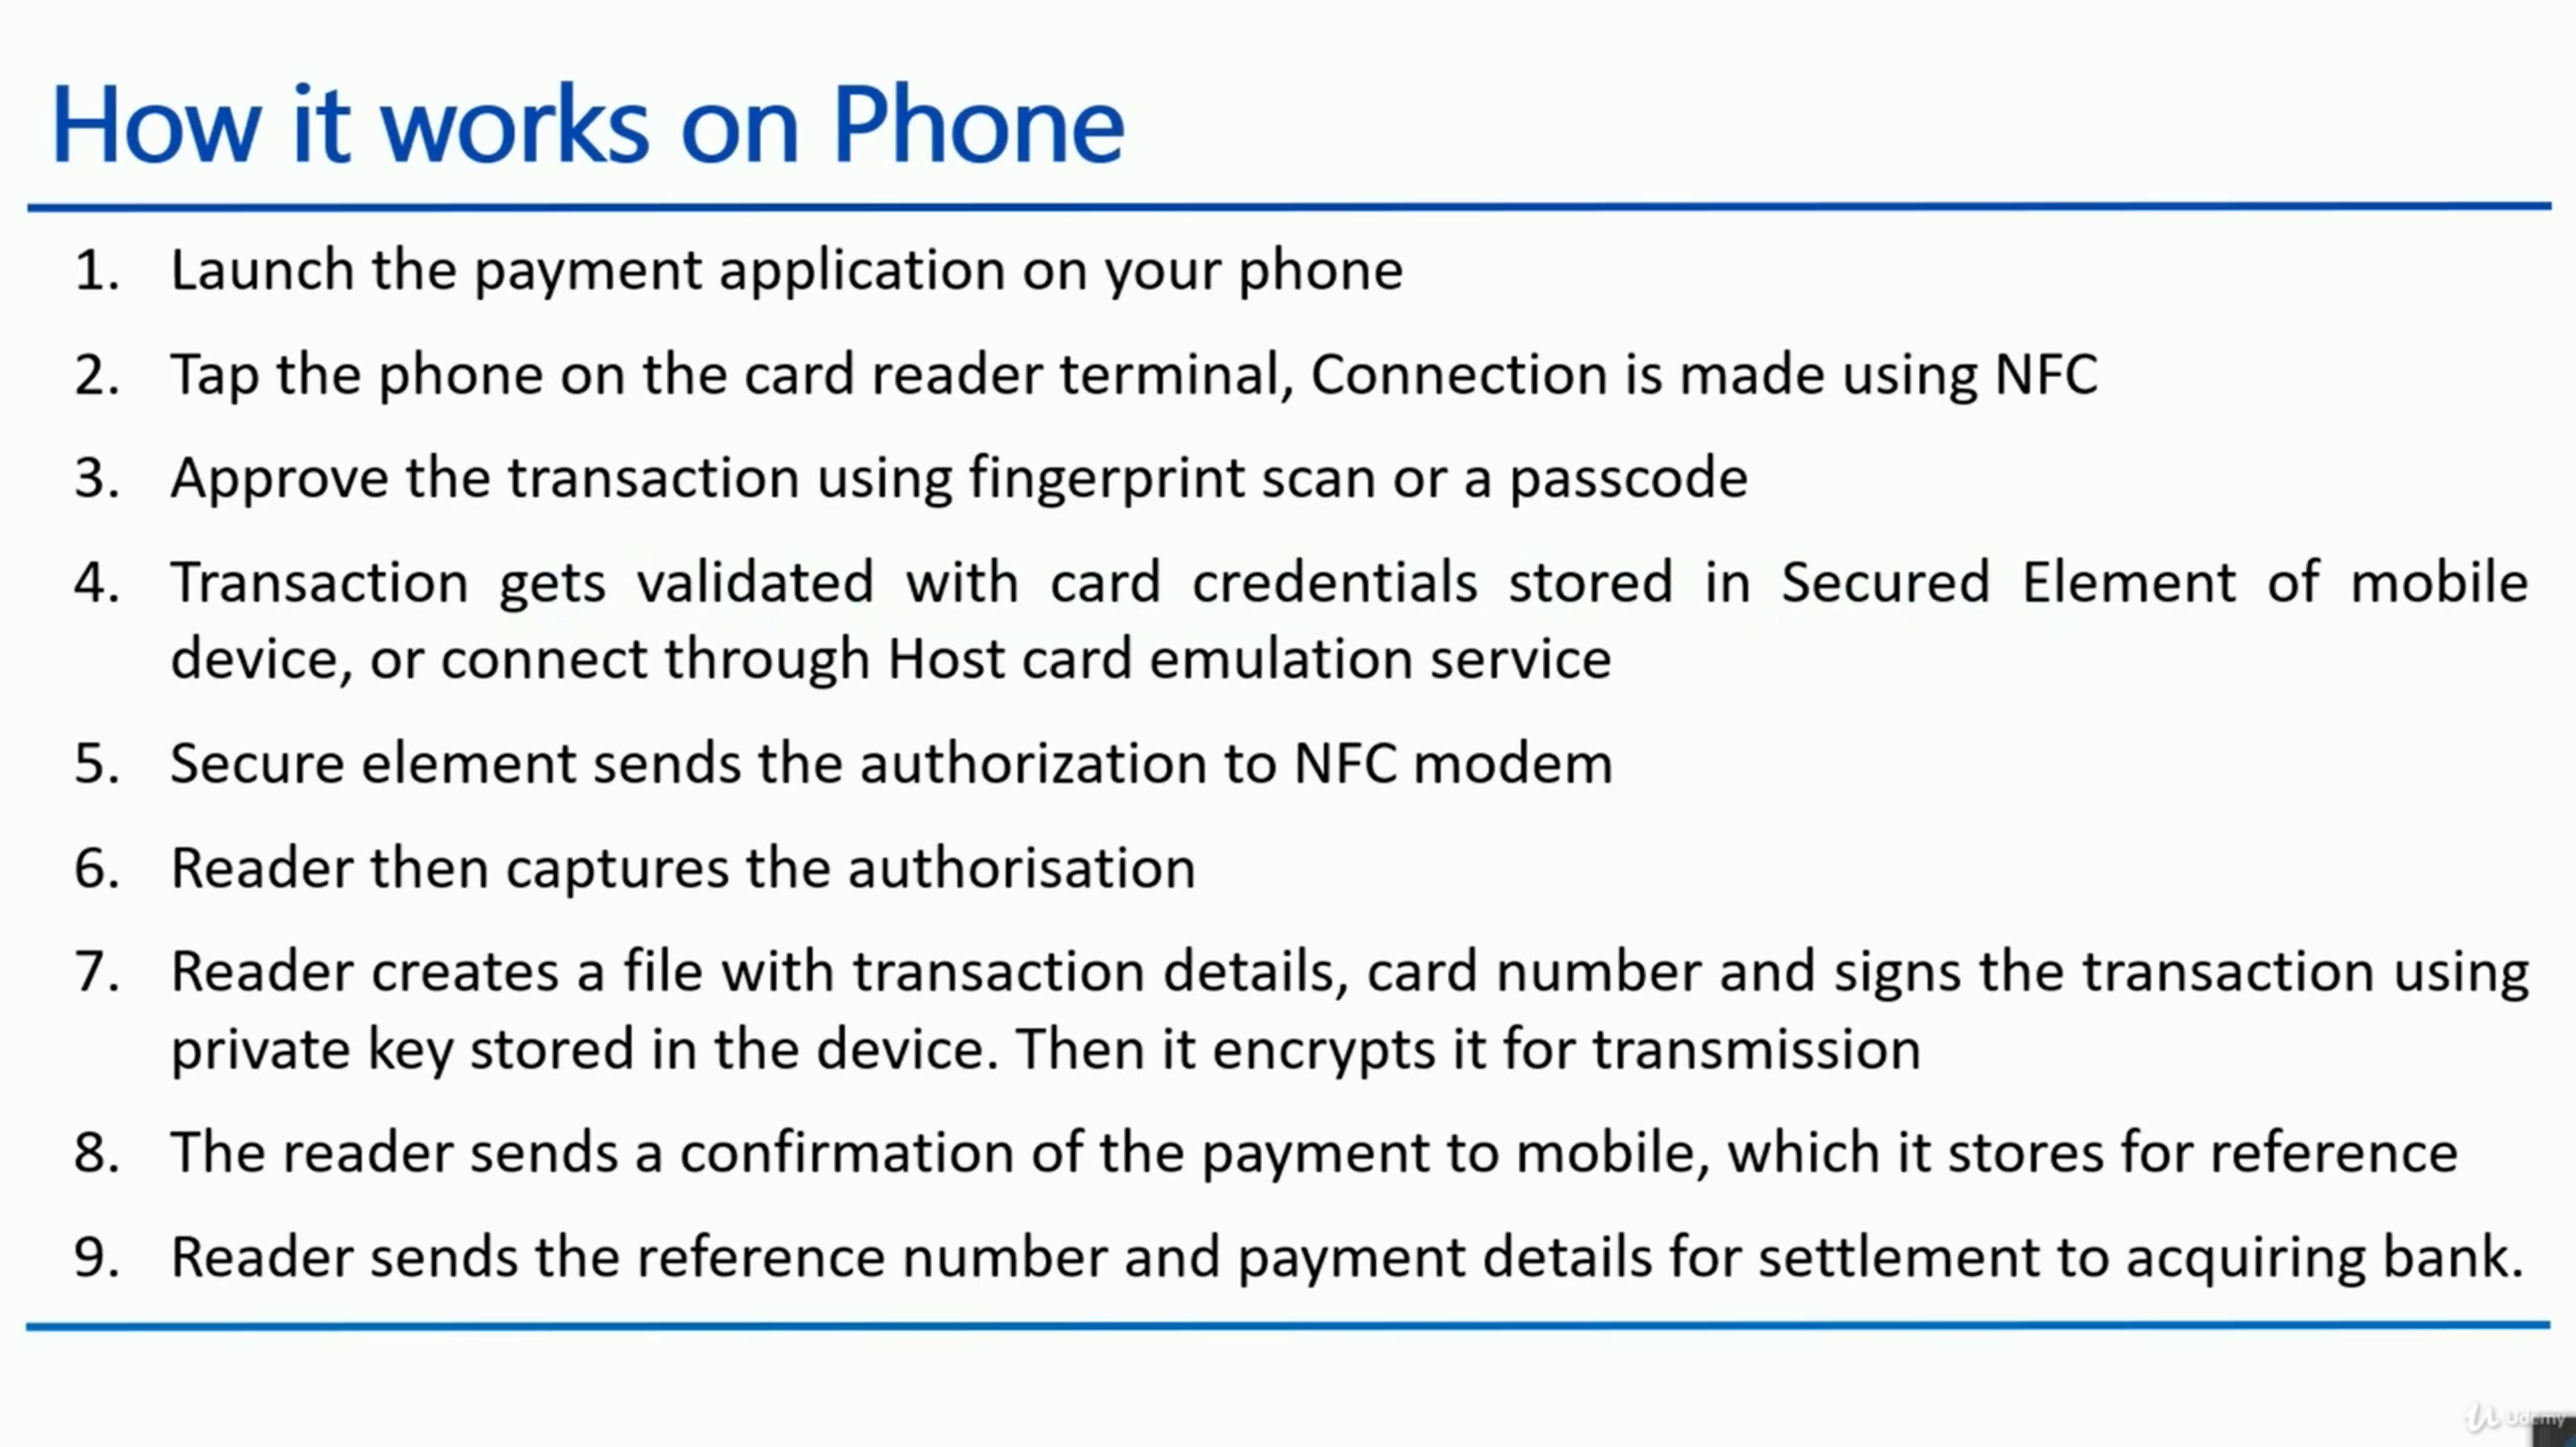 How it works on Phone
1. Launch the payment application on your phone
2. Tap the phone on the card reader terminal, Connection is made using NFC
3. Approve the transaction using fingerprint scan or a passcode
4. Transaction gets validated with card credentials stored in Secured Element of mobile
device, or connect through Host card emulation service
5. Secure element sends the authorization to NFC modem
6. Reader then captures the authorisation
7. Reader creates a file with transaction details, card number and signs the transaction using
private key stored in the device. Then it encrypts it for transmission
8. The reader sends a confirmation of the payment to mobile, which it stores for reference
9. Reader sends the reference number and payment details for settlement to acquiring bank.
Udemy